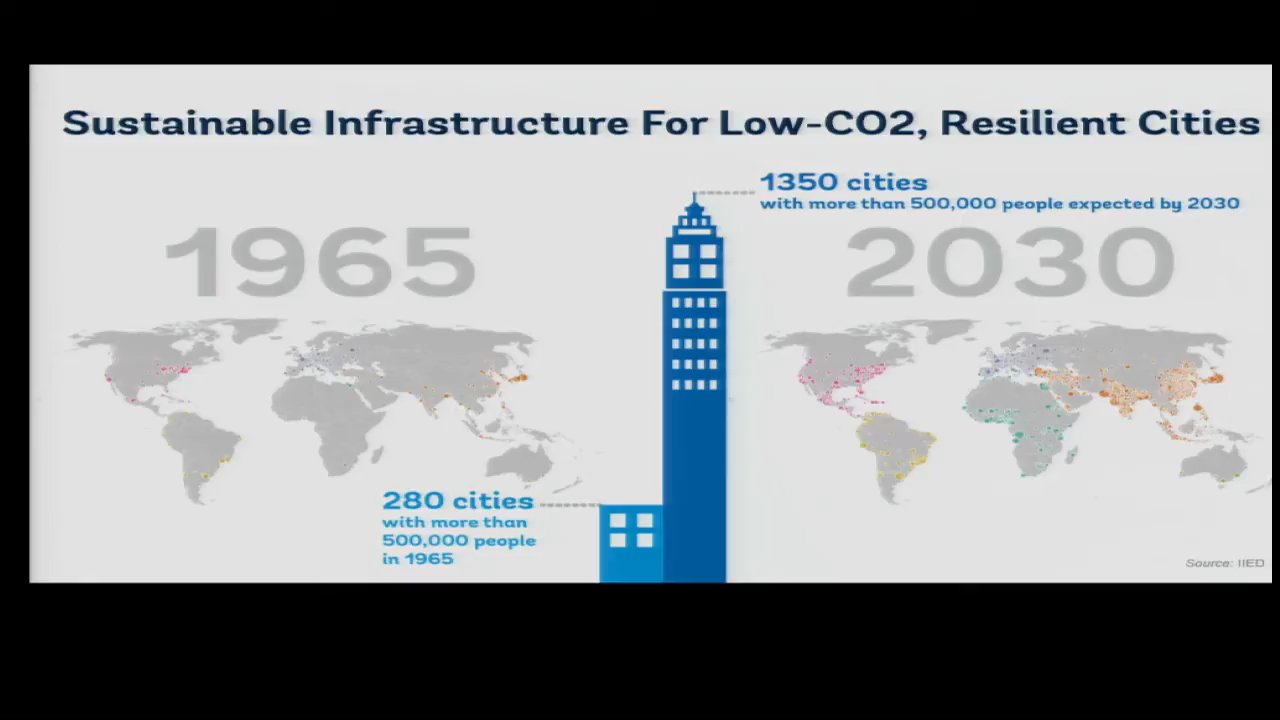 Sustainable Infrastructure For Low-CO2, Resilient Cities
1350 cities
with more than 500,000 people expected by 2030
1965
2030
280 cities
with more than
500,000 people
in 1965
Source: IIED